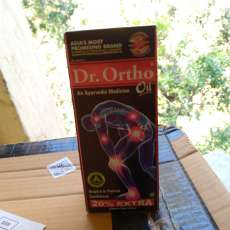 ASIA'S MOST
PROMISING BRAND
Dr. Ortho
Oil
An Ayurvedic Medicine
20% EXTRA